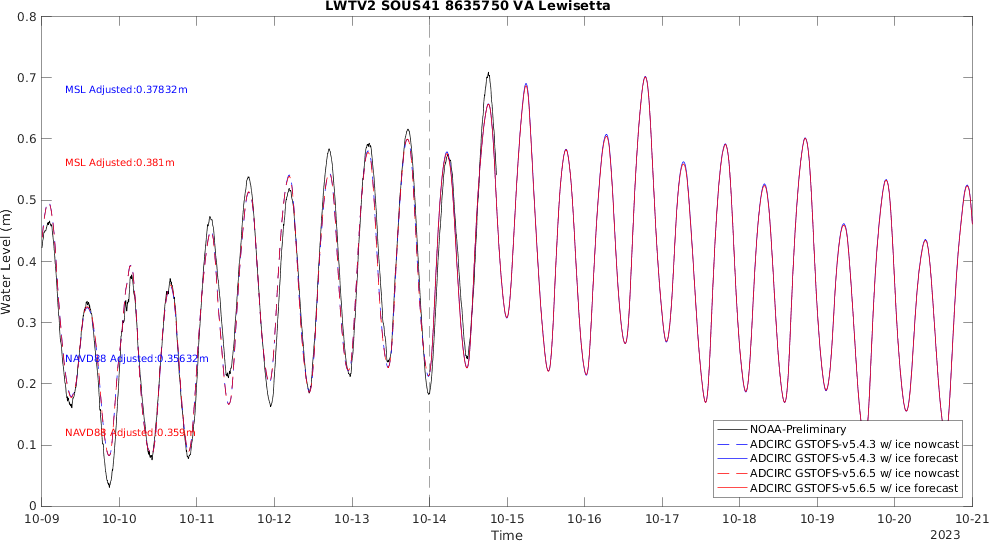 LWTV2 SOUS41 8635750 VA Lewisetta
0.8
0.7
0.6
0.5
0.4
0.3
0.2
0.1
0
Water Level (m)
MSL Adjusted:0.37832m
MSL Adjusted:0.381m
NAVD88 Adjusted:0.35632m
NAVD88 Adjusted:0.359m
NOAA-Preliminary
ADCIRC GSTOFS-v5.4.3 w/ ice nowcast
ADCIRC GSTOFS-v5.4.3 w/ ice forecast
ADCIRC GSTOFS-v5.6.5 w/ ice nowcast
ADCIRC GSTOFS-v5.6.5 w/ ice forecast
10-09 10-10 10-11 10-12 10-13 10-14 10-15 10-16 10-17 10-18 10-19 10-20 10-21
Time
2023